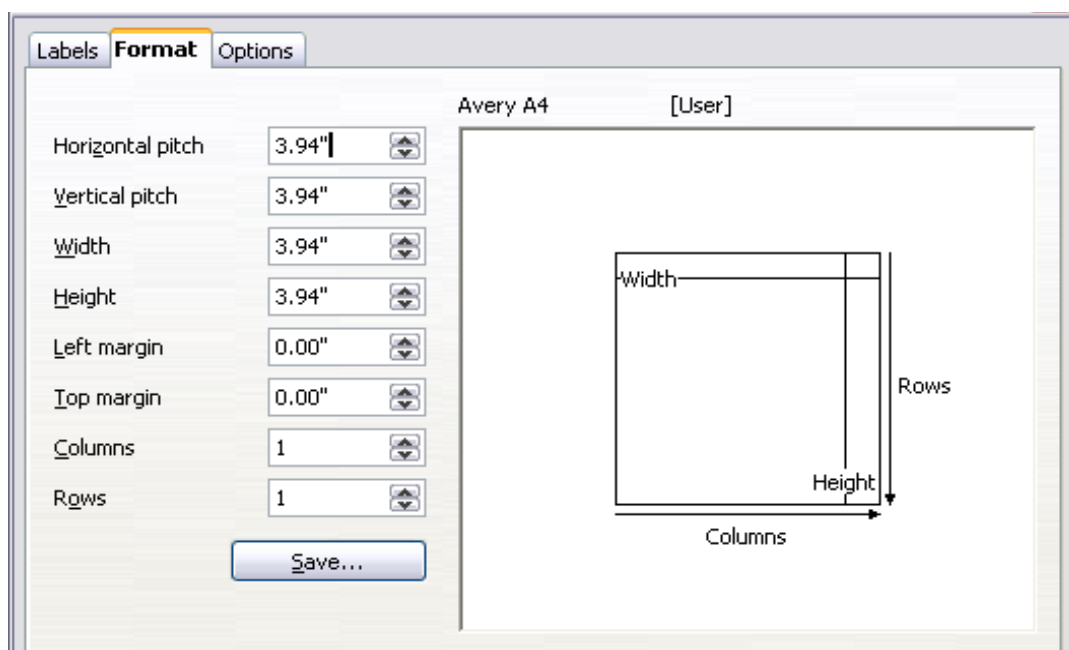 Labels Format Options
Avery A4 [User]
Horizontal pitch 3.94"
Vertical pitch 3.94"
Width 3.94"
Height 3.94"
Left margin 0.00"
Top margin 0.00"
Columns 1
Rows 1
Save...
Width
Rows
Height
Columns